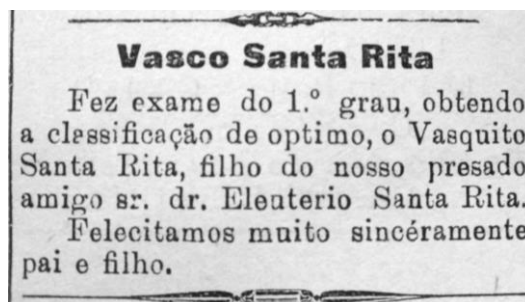 Vasco Santa Rita
Fez exame do 1.º grau, obtendo
a classificação de optimo, o Vasquito
Santa Rita, filho do nosso presado
amigo sr. dr. Eleuterio Santa Rita.
Felecitamos muito sincéramente
pai e filho.